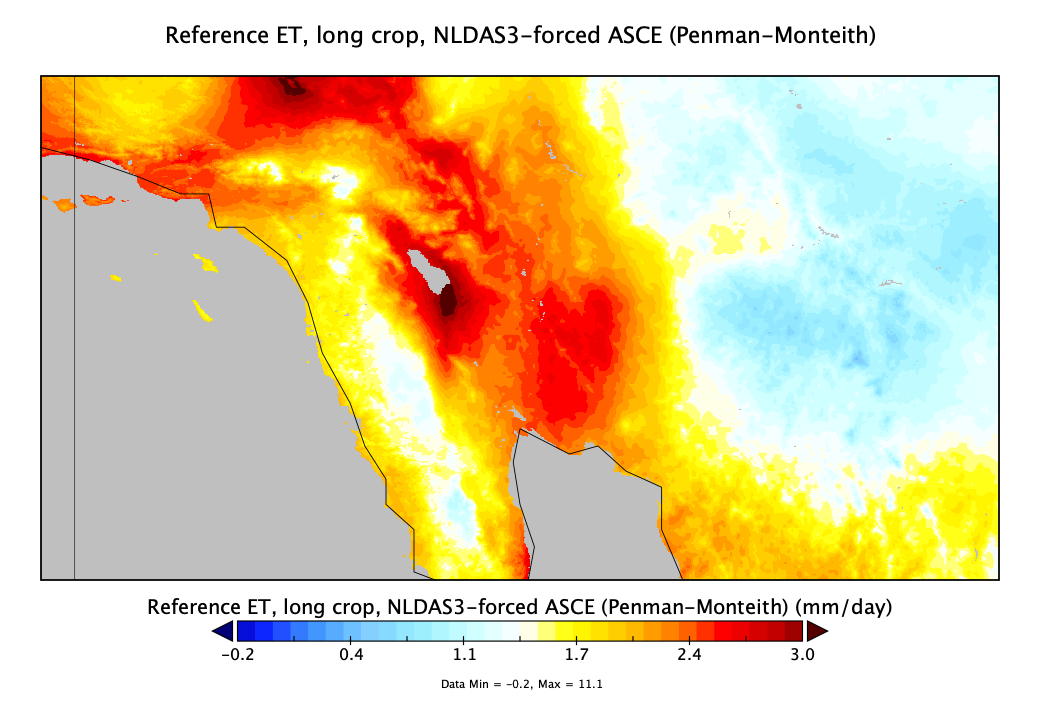 Reference ET, long crop, NLDAS3-forced ASCE (Penman-Monteith)
Reference ET, long crop, NLDAS3-forced ASCE (Penman-Monteith) (mm/day)
-0.2 0.4 1.1 1.7 2.4 3.0
Data Min = -0.2, Max = 11.1